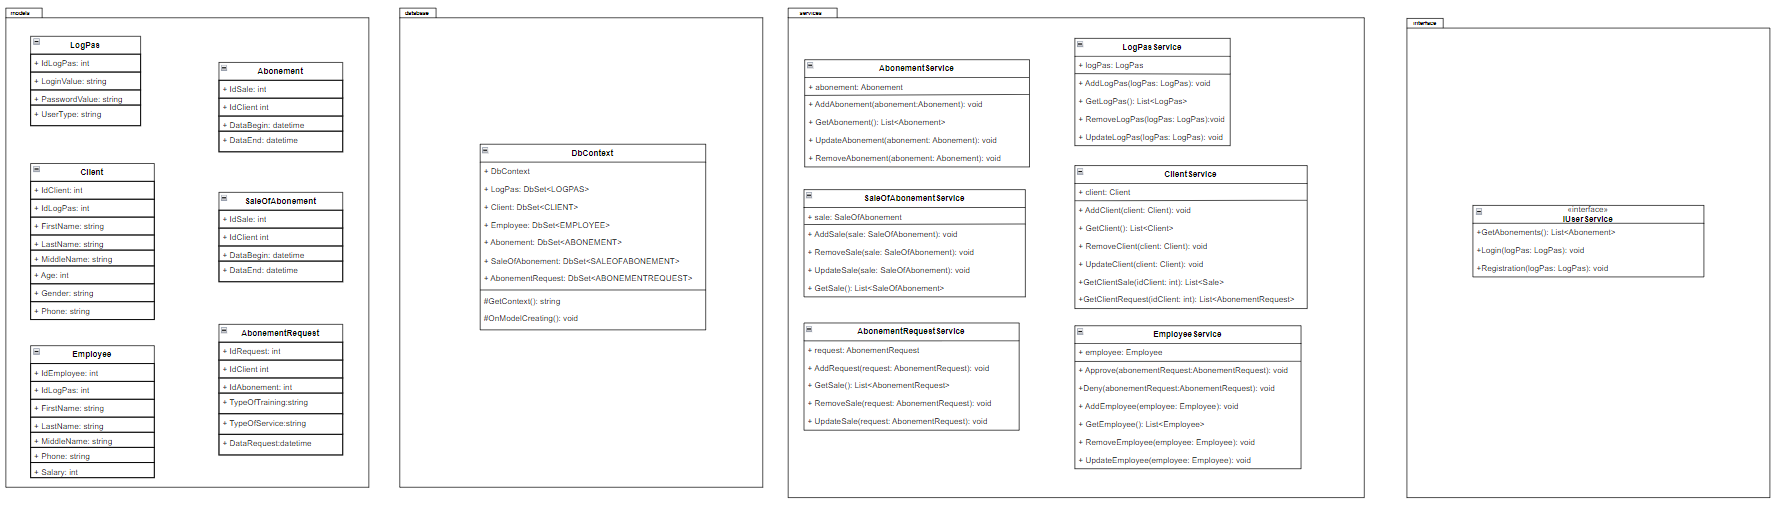 models
LogPas
+ IdLogPas: int
+ LoginValue: string
+ PasswordValue: string
+ UserType: string
Client
+ IdClient: int
+ IdLogPas: int
+ FirstName: string
+ LastName: string
+ MiddleName: string
+ Age: int
+ Gender: string
+ Phone: string
Employee
+ IdEmployee: int
+ IdLogPas: int
+ FirstName: string
+ LastName: string
+ MiddleName: string
+ Phone: string
+ Salary: int
Abonement
+ IdSale: int
+ IdClient int
+ DataBegin: datetime
+ DataEnd: datetime
SaleOfAbonement
+ IdSale: int
+ IdClient int
+ DataBegin: datetime
+ DataEnd: datetime
AbonementRequest
+ IdRequest: int
+ IdClient int
+ IdAbonement: int
+ TypeOfTraining:string
+ TypeOfService:string
+ DataRequest:datetime
database
DbContext
+ DbContext
+ LogPas: DbSet<LOGPAS>
+ Client: DbSet<CLIENT>
+ Employee: DbSet<EMPLOYEE>
+ Abonement: DbSet<ABONEMENT>
+ SaleOfAbonement: DbSet<SALEOFABONEMENT>
+ AbonementRequest: DbSet<ABONEMENTREQUEST>
#GetContext(): string
#OnModelCreating(): void
services
AbonementService
+ abonement: Abonement
+ AddAbonement(abonement:Abonement): void
+ GetAbonement(): List<Abonement>
+ UpdateAbonement(abonement: Abonement): void
+ RemoveAbonement(abonement: Abonement): void
SaleOfAbonementService
+ sale: SaleOfAbonement
+ AddSale(sale: SaleOfAbonement): void
+ RemoveSale(sale: SaleOfAbonement): void
+ UpdateSale(sale: SaleOfAbonement): void
+ GetSale(): List<SaleOfAbonement>
AbonementRequestService
+ request: AbonementRequest
+ AddRequest(request: AbonementRequest): void
+ GetSale(): List<AbonementRequest>
+ RemoveSale(request: AbonementRequest): void
+ UpdateSale(request: AbonementRequest): void
LogPasService
+ logPas: LogPas
+ AddLogPas(logPas: LogPas): void
+ GetLogPas(): List<LogPas>
+ RemoveLogPas(logPas: LogPas):void
+ UpdateLogPas(logPas: LogPas): void
ClientService
+ client: Client
+ AddClient(client: Client): void
+ GetClient(): List<Client>
+ RemoveClient(client: Client): void
+ UpdateClient(client: Client): void
+GetClientSale(idClient: int): List<Sale>
+GetClientRequest(idClient: int): List<AbonementRequest>
EmployeeService
+ employee: Employee
+ Approve(abonementRequest:AbonementRequest): void
+Deny(abonementRequest:AbonementRequest): void
+ AddEmployee(employee: Employee): void
+ GetEmployee(): List<Employee>
+ RemoveEmployee(employee: Employee): void
+ UpdateEmployee(employee: Employee): void
interface
«interface»
IUserService
+GetAbonements(): List<Abonement>
+Login(logPas: LogPas): void
+Registration(logPas: LogPas): void